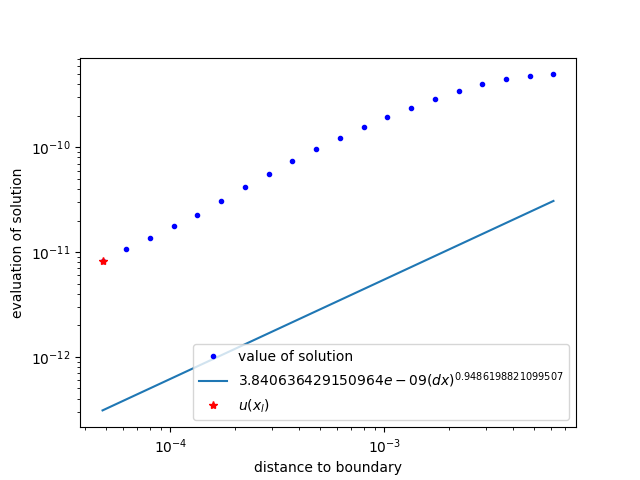 evaluation of solution
10^{-10}
10^{-11}
10^{-12}
value of solution
3.840636429150964e − 09(dx)^{0.9486198821099507}
u(x_l)
10^{-4}
10^{-3}
distance to boundary